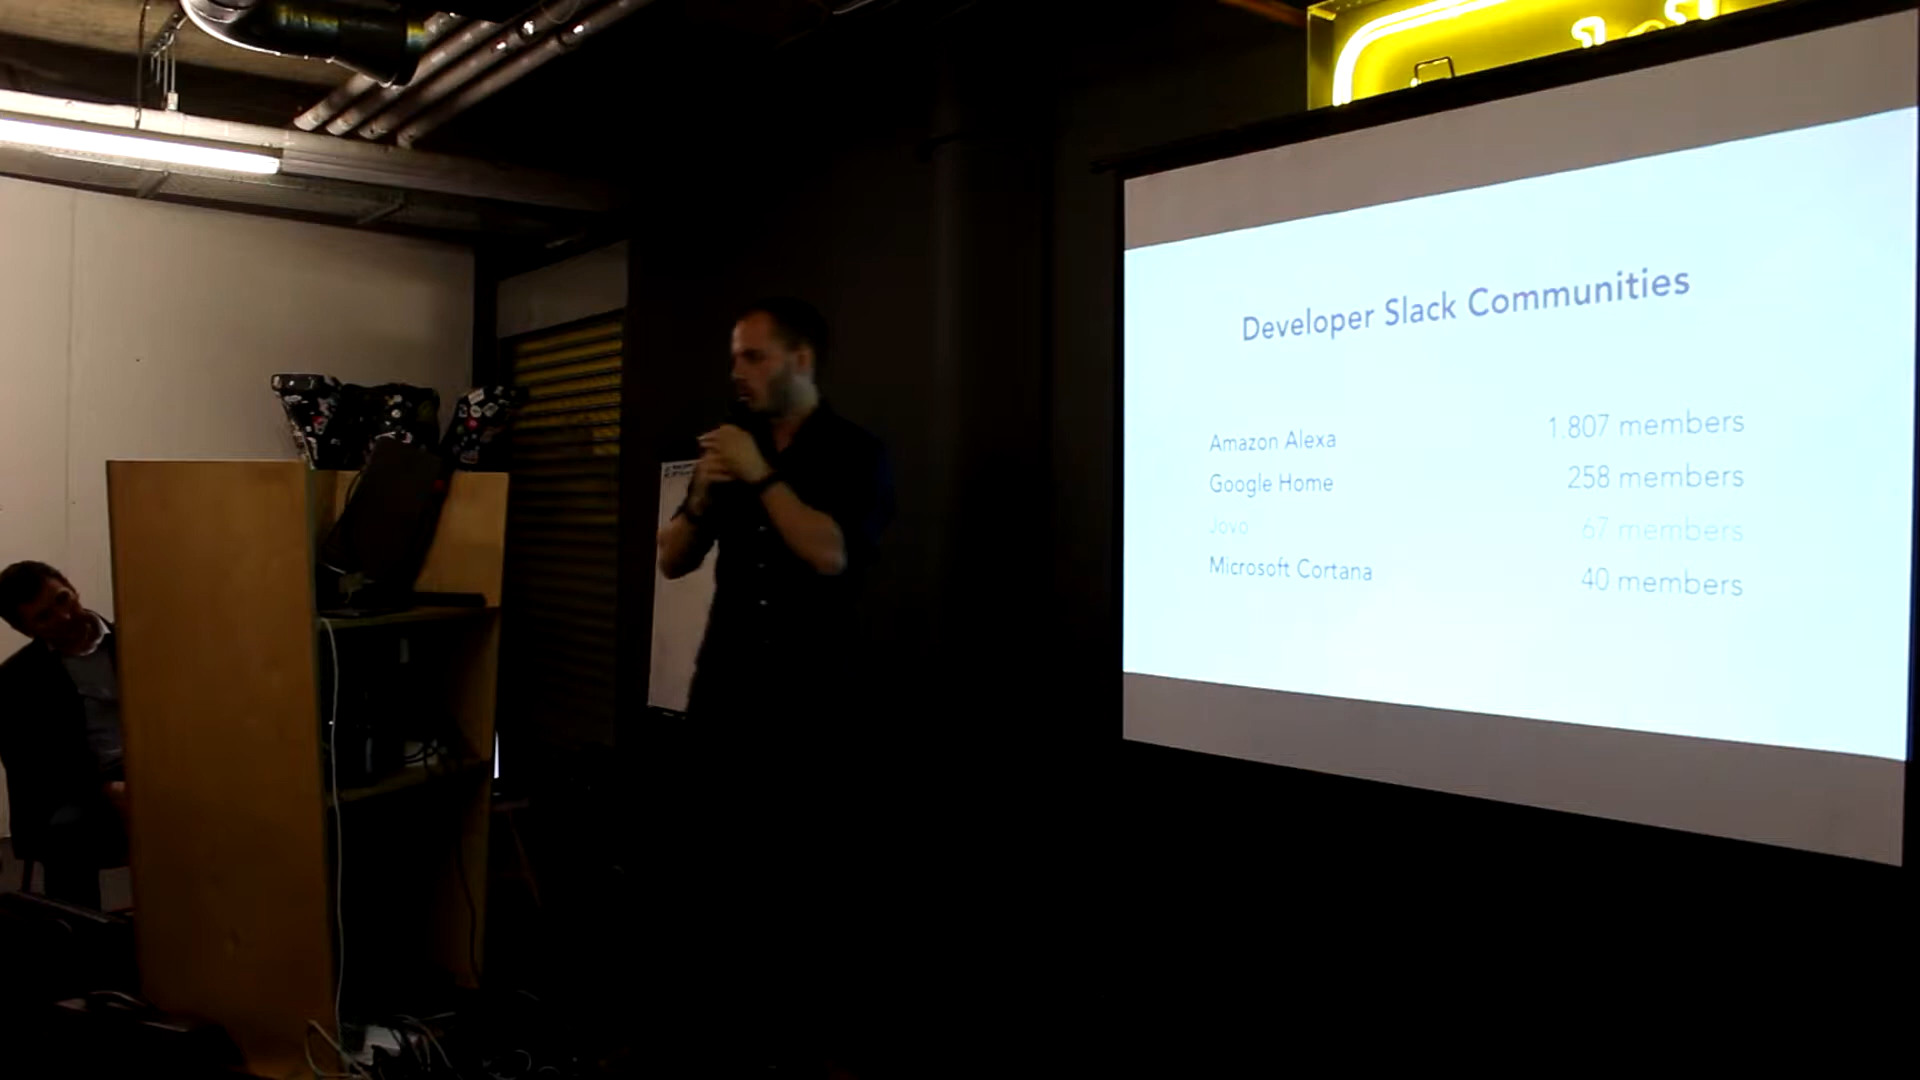 Developer Slack Communities
Amazon Alexa 1.807 members
Google Home 258 members
Jovo 67 members
Microsoft Cortana 40 members